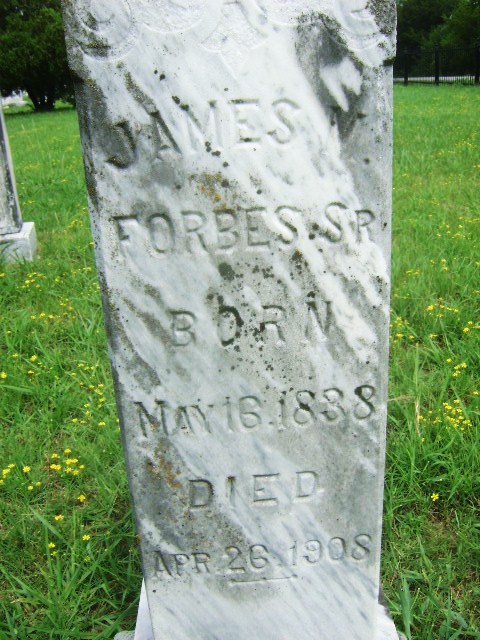 JAMES W
FORBES. SR
BORN
MAY 16. 1838
DIED
APR. 26. 1908